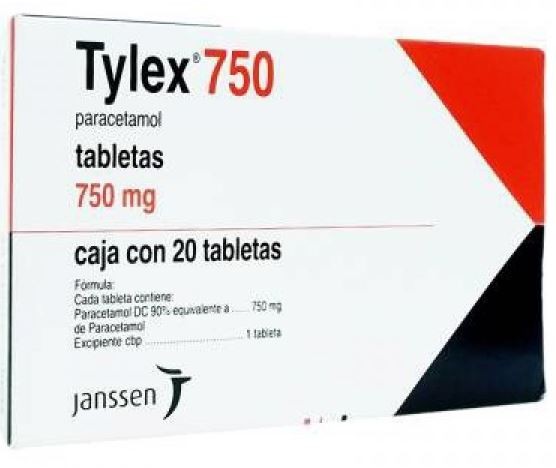 Tylex® 750
paracetamol
tabletas
750 mg
caja con 20 tabletas
Fórmula:
Cada tableta contiene:
Paracetamol DC 90% equivalente a ..... 750 mg
de Paracetamol
Excipiente cbp ........................... 1 tableta
janssen